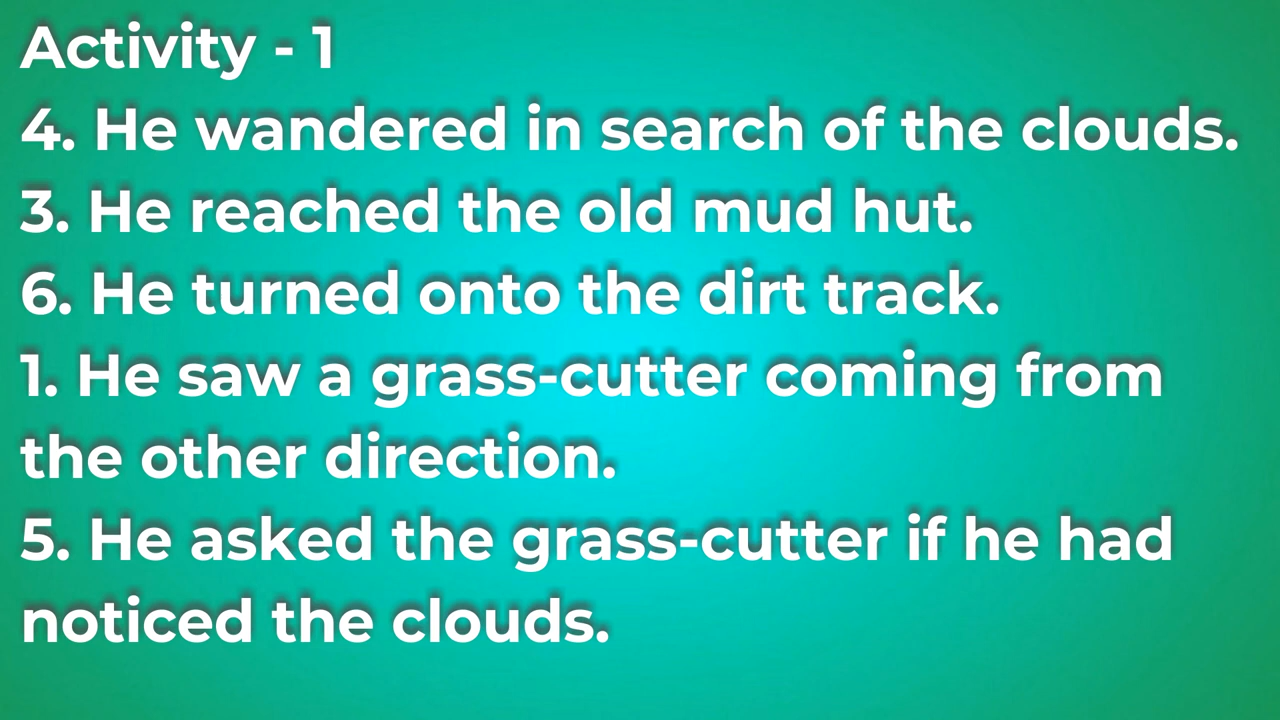 Activity - 1
4. He wandered in search of the clouds.
3. He reached the old mud hut.
6. He turned onto the dirt track.
1. He saw a grass-cutter coming from
the other direction.
5. He asked the grass-cutter if he had
noticed the clouds.